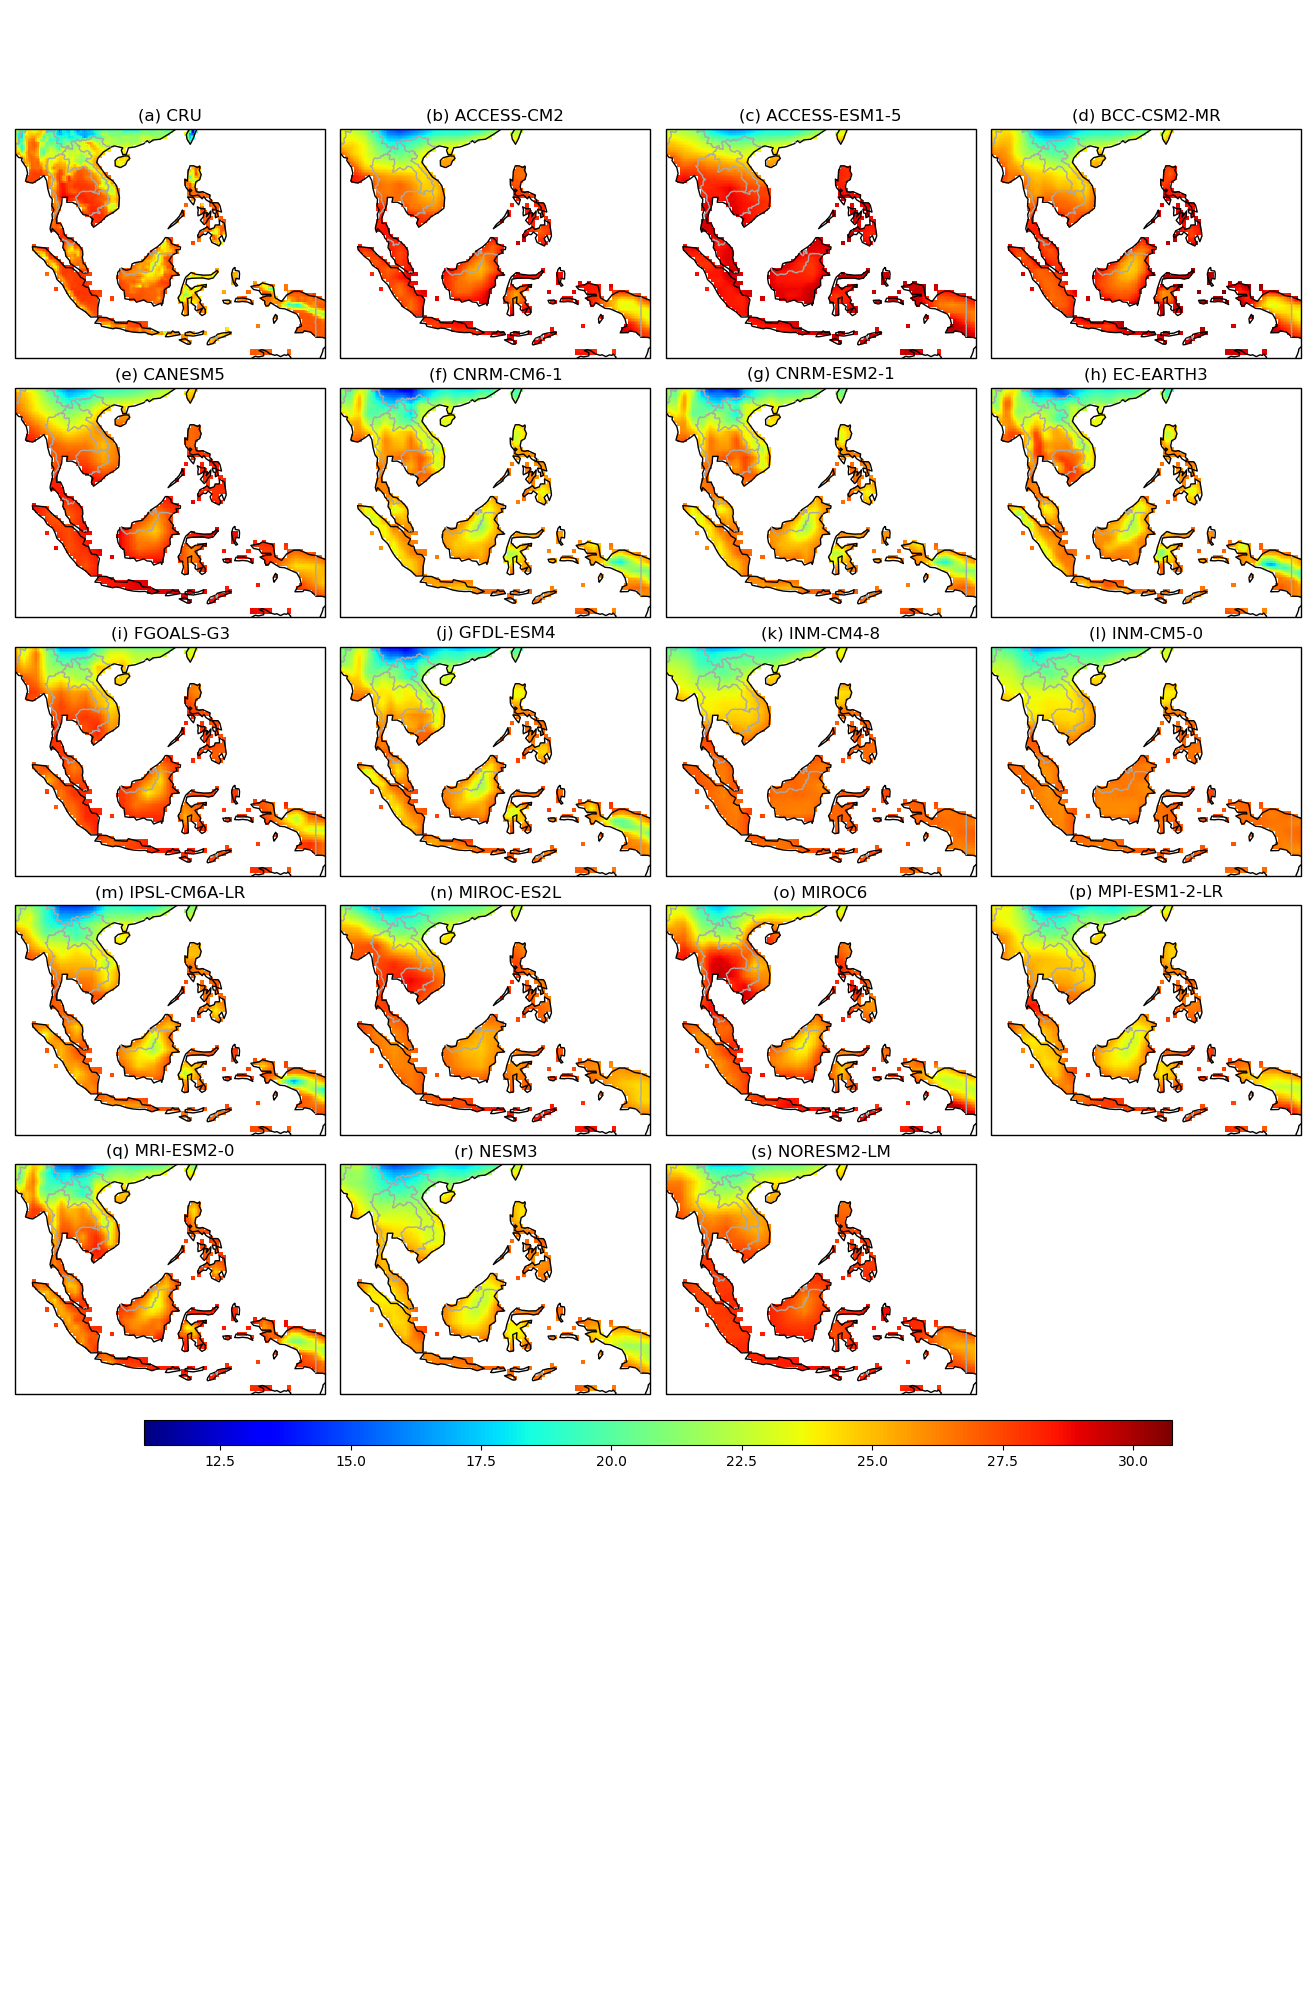 (a) CRU
(b) ACCESS-CM2
(c) ACCESS-ESM1-5
(d) BCC-CSM2-MR
(e) CANESM5
(f) CNRM-CM6-1
(g) CNRM-ESM2-1
(h) EC-EARTH3
(i) FGOALS-G3
(j) GFDL-ESM4
(k) INM-CM4-8
(l) INM-CM5-0
(m) IPSL-CM6A-LR
(n) MIROC-ES2L
(o) MIROC6
(p) MPI-ESM1-2-LR
(q) MRI-ESM2-0
(r) NESM3
(s) NORESM2-LM
12.5 15.0 17.5 20.0 22.5 25.0 27.5 30.0